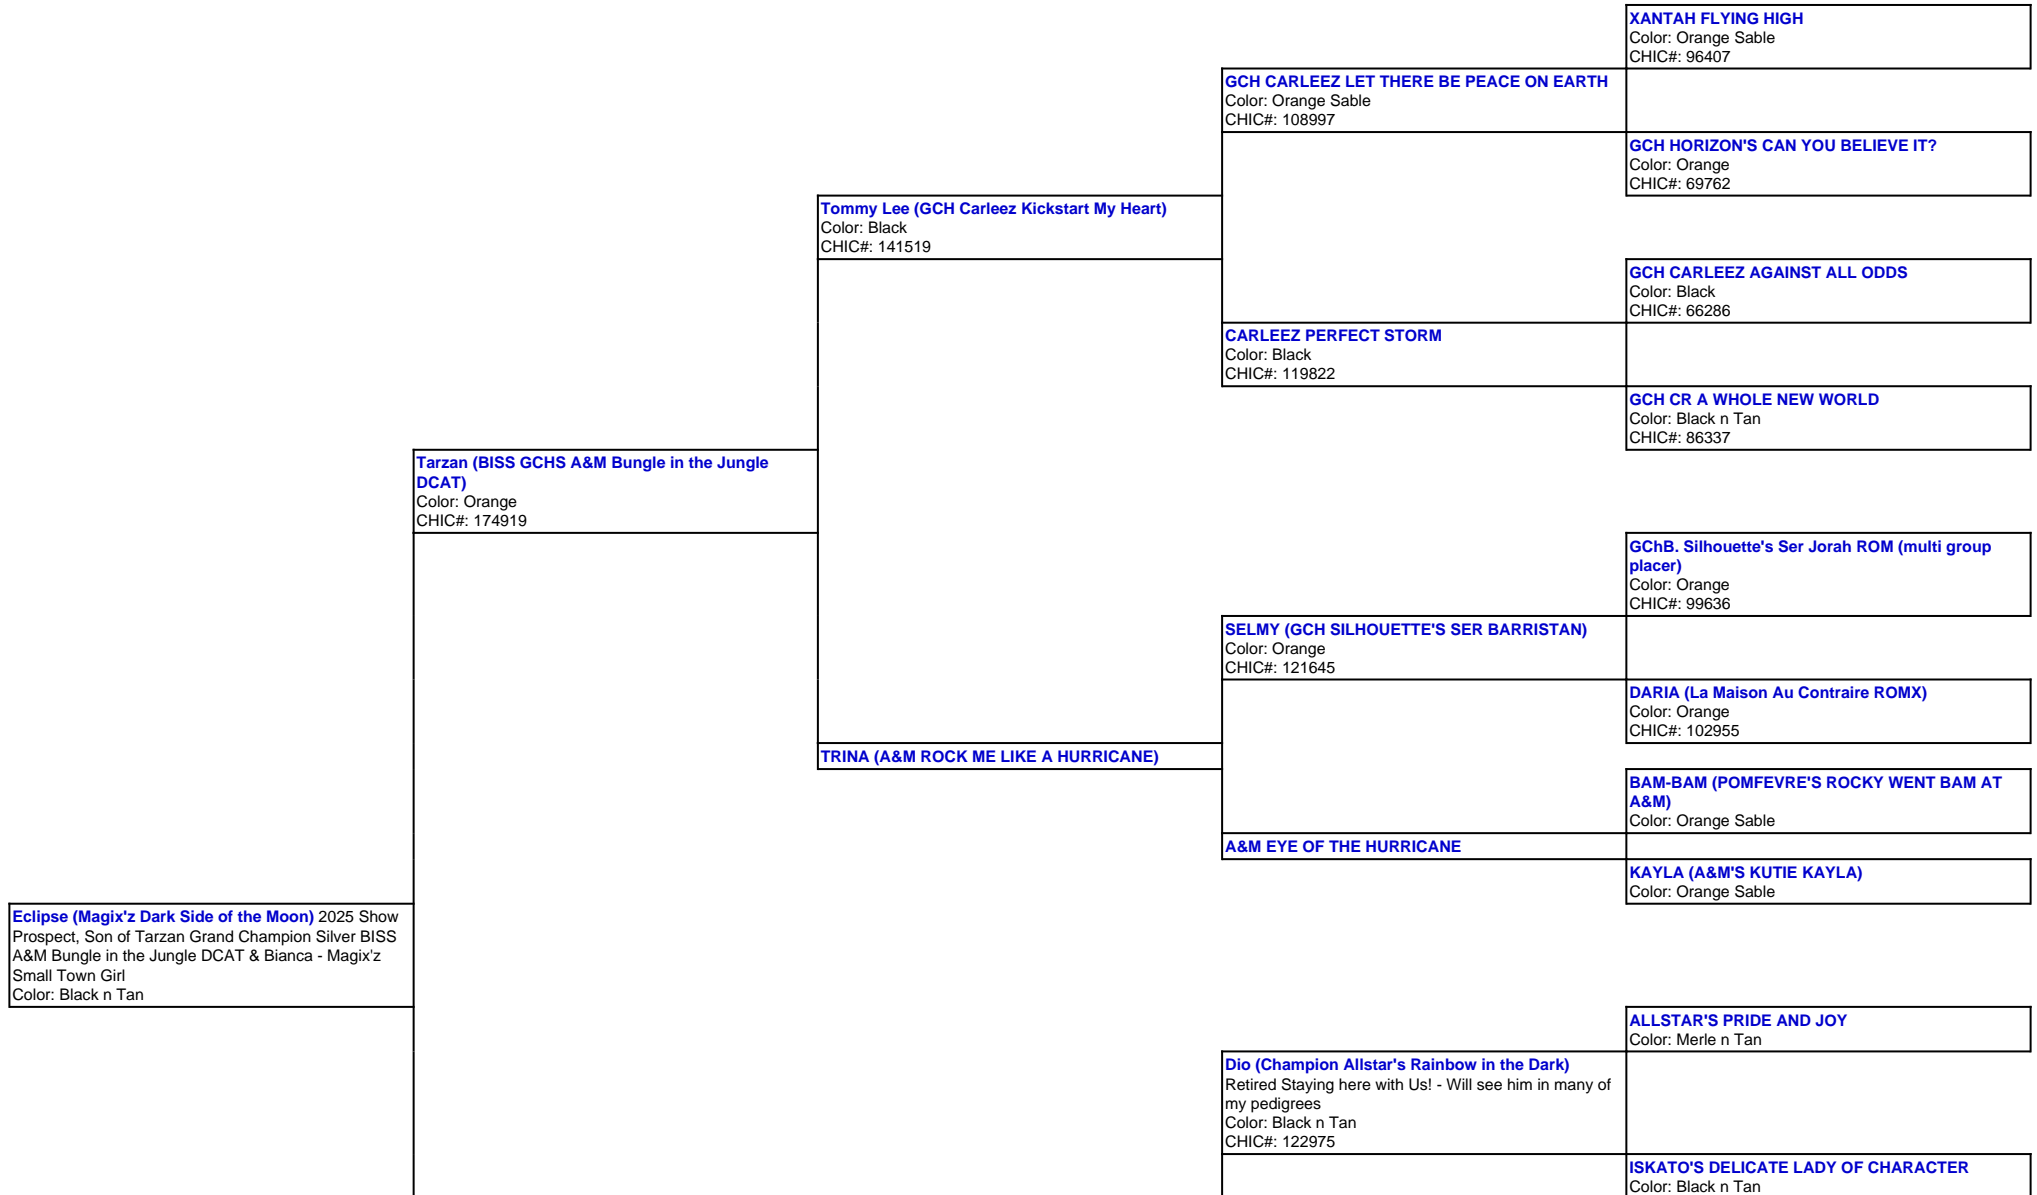 XANTAH FLYING HIGH
Color: Orange Sable
CHIC#: 96407
GCH CARLEEZ LET THERE BE PEACE ON EARTH
Color: Orange Sable
CHIC#: 108997
GCH HORIZON'S CAN YOU BELIEVE IT?
Color: Orange
CHIC#: 69762
Tommy Lee (GCH Carleez Kickstart My Heart)
Color: Black
CHIC#: 141519
GCH CARLEEZ AGAINST ALL ODDS
Color: Black
CHIC#: 66286
CARLEEZ PERFECT STORM
Color: Black
CHIC#: 119822
GCH CR A WHOLE NEW WORLD
Color: Black n Tan
CHIC#: 86337
Tarzan (BISS GCHS A&M Bungle in the Jungle
DCAT)
Color: Orange
CHIC#: 174919
GChB. Silhouette's Ser Jorah ROM (multi group
placer)
Color: Orange
CHIC#: 99636
SELMY (GCH SILHOUETTE'S SER BARRISTAN)
Color: Orange
CHIC#: 121645
DARIA (La Maison Au Contraire ROMX)
Color: Orange
CHIC#: 102955
TRINA (A&M ROCK ME LIKE A HURRICANE)
BAM-BAM (POMFEVRE'S ROCKY WENT BAM AT
A&M)
Color: Orange Sable
A&M EYE OF THE HURRICANE
KAYLA (A&M'S KUTIE KAYLA)
Color: Orange Sable
Eclipse (Magix'z Dark Side of the Moon) 2025 Show
Prospect, Son of Tarzan Grand Champion Silver BISS
A&M Bungle in the Jungle DCAT & Bianca - Magix'z
Small Town Girl
Color: Black n Tan
ALLSTAR'S PRIDE AND JOY
Color: Merle n Tan
Dio (Champion Allstar's Rainbow in the Dark)
Retired Staying here with Us! - Will see him in many of
my pedigrees
Color: Black n Tan
CHIC#: 122975
ISKATO'S DELICATE LADY OF CHARACTER
Color: Black n Tan